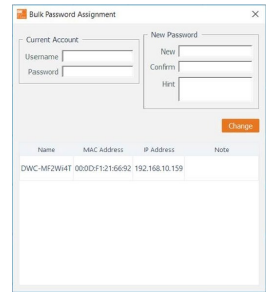 Bulk Password Assignment
Current Account
Username
Password
New Password
New
Confirm
Hint
Change
Name MAC Address IP Address Note
DWC-MF2Wi4T 00:0D:F1:21:66:92 192.168.10.159